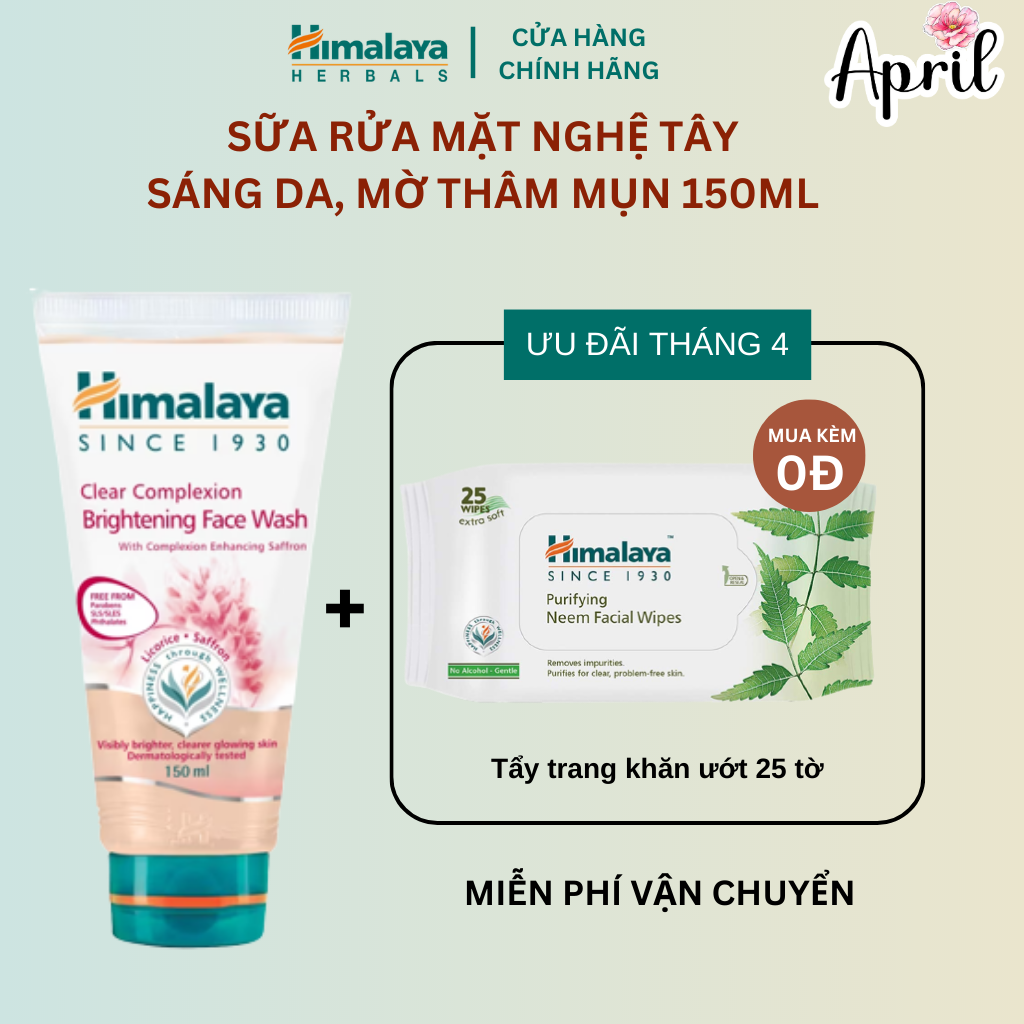 Himalaya
HERBALS
CỬA HÀNG
CHÍNH HÃNG
April
SỮA RỬA MẶT NGHỆ TÂY
SÁNG DA, MỜ THÂM MỤN 150ML
Himalaya
SINCE 1930
Clear Complexion
Brightening Face Wash
With Complexion Enhancing Saffron
FREE FROM
Parabens
SLS/SLES
Phthalates
Licorice • Saffron
HAPPINESS through WELLNESS
Visibly brighter, clearer glowing skin
Dermatologically tested
150 ml
+
ƯU ĐÃI THÁNG 4
MUA KÈM
0Đ
25
WIPES
extra soft
Himalaya™
SINCE 1930
Purifying
Neem Facial Wipes
HAPPINESS through WELLNESS
No Alcohol - Gentle
Removes impurities.
Purifies for clear, problem-free skin.
Tẩy trang khăn ướt 25 tờ
MIỄN PHÍ VẬN CHUYỂN